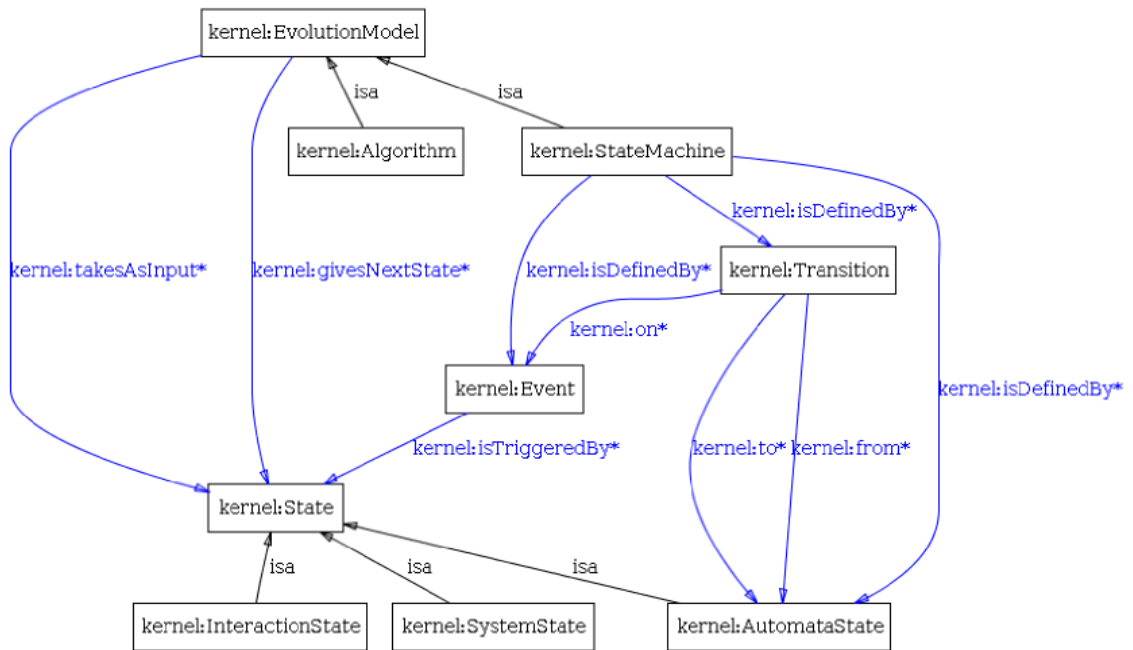 kernel:EvolutionModel
isa
isa
kernel:Algorithm
kernel:StateMachine
kernel:isDefinedBy*
kernel:takesAsInput*
kernel:givesNextState*
kernel:isDefinedBy*
kernel:Transition
kernel:on*
kernel:Event
kernel:isDefinedBy*
kernel:isTriggeredBy*
kernel:to*
kernel:from*
kernel:State
isa
isa
isa
kernel:InteractionState
kernel:SystemState
kernel:AutomataState